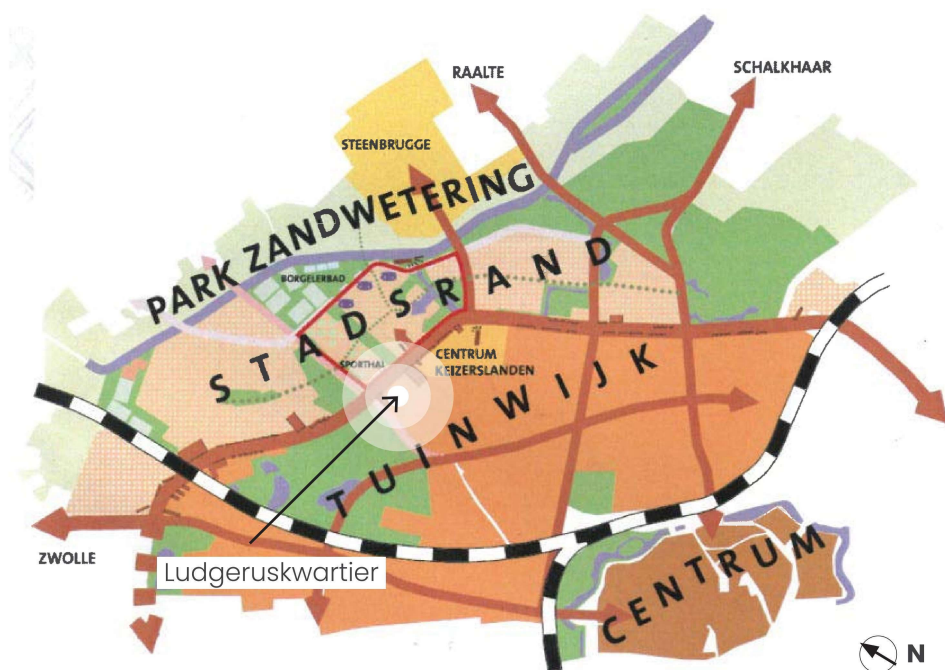 RAALTE
SCHALKHAAR
STEENBRUGGE
PARK ZANDWETERING
BORGELERBAD
STADSRAND
SPORTHAL
CENTRUM
KEIZERSLANDEN
TUINWIJK
ZWOLLE
Ludgeruskwartier
CENTRUM
N